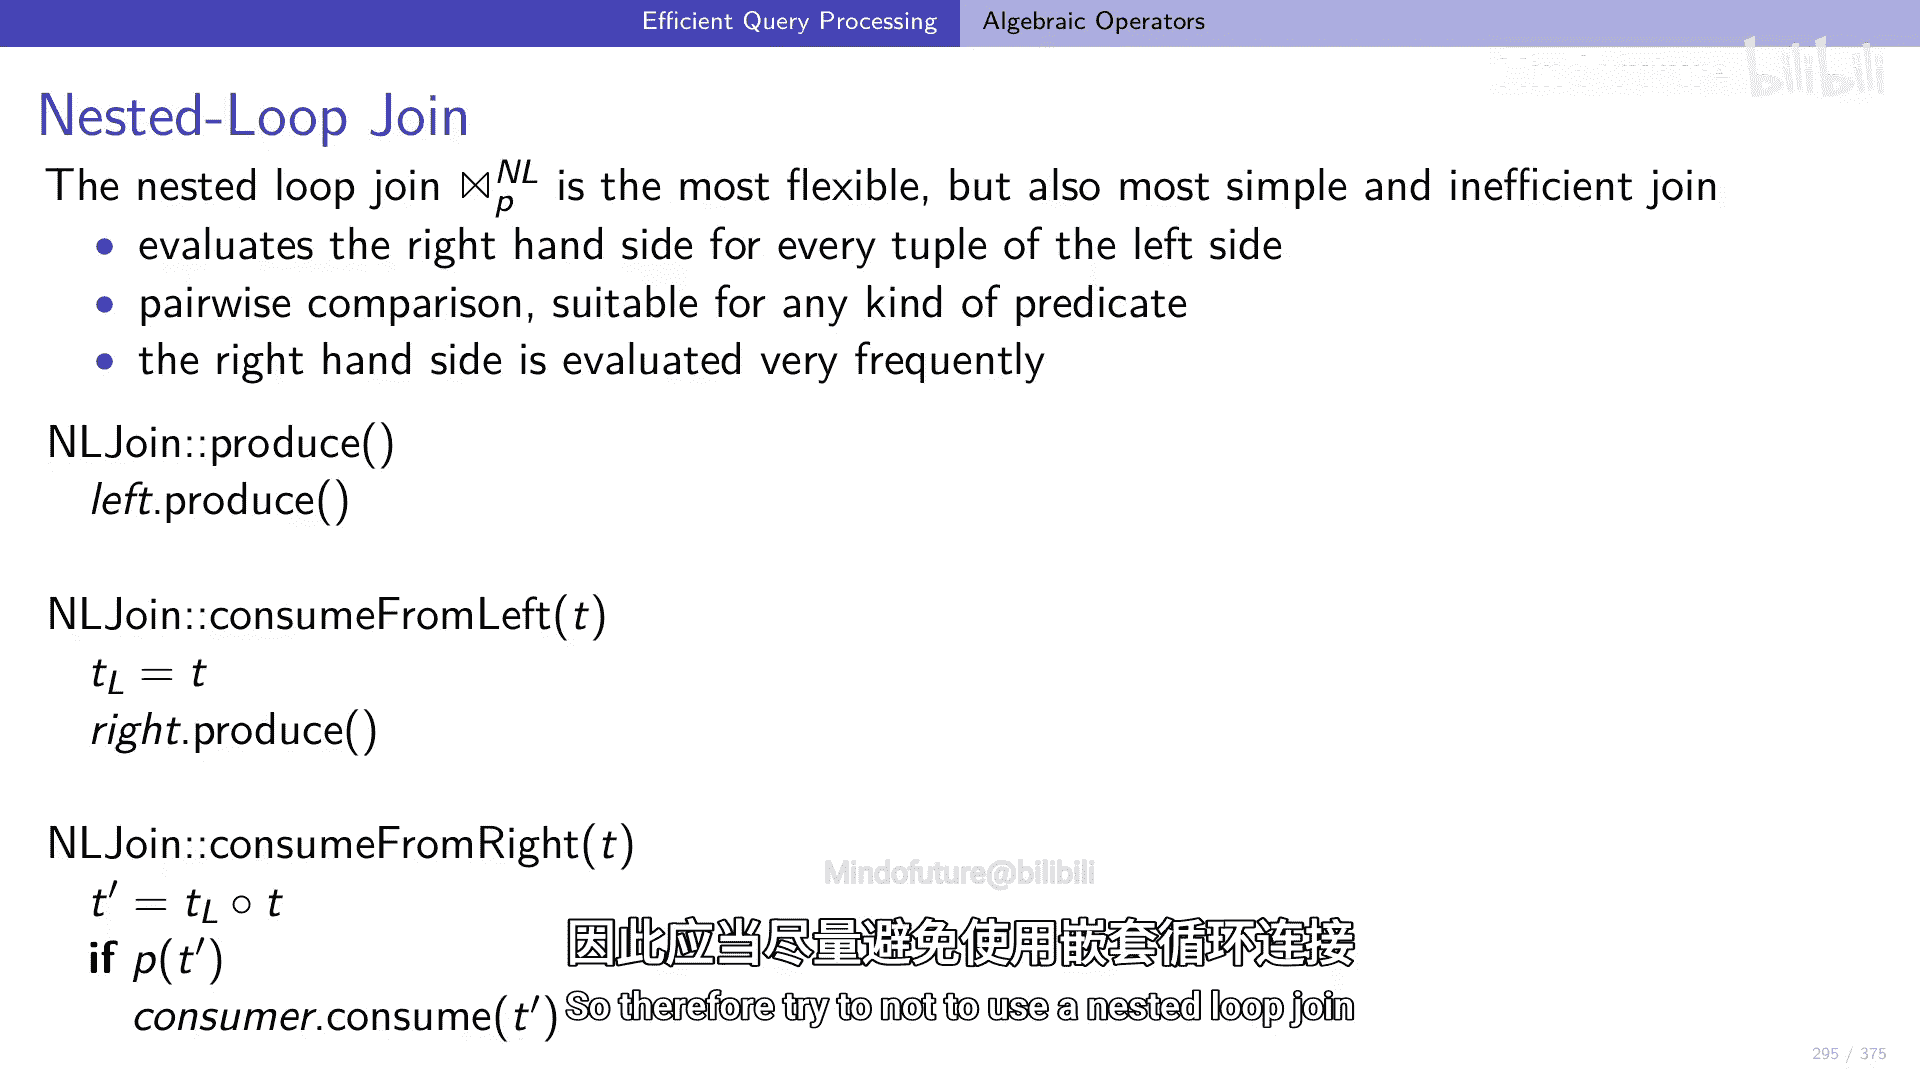 Efficient Query Processing
Algebraic Operators
bilibili
Nested-Loop Join
The nested loop join ⋈ₚᴺᴸ is the most flexible, but also most simple and inefficient join
• evaluates the right hand side for every tuple of the left side
• pairwise comparison, suitable for any kind of predicate
• the right hand side is evaluated very frequently
NLJoin::produce()
left.produce()
NLJoin::consumeFromLeft(t)
t_L = t
right.produce()
NLJoin::consumeFromRight(t)
t′ = t_L ∘ t
if p(t′)
consumer.consume(t′)
Mindofuture@bilibili
因此应当尽量避免使用嵌套循环连接
So therefore try to not to use a nested loop join
295 / 375